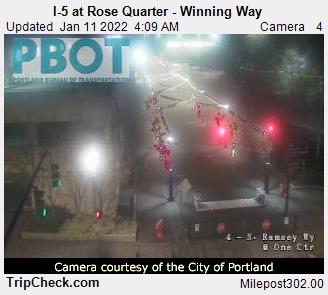 I-5 at Rose Quarter - Winning Way
Updated Jan 11 2022 4:09 AM Camera 4
PBOT
PORTLAND BUREAU OF TRANSPORTATION
4 - N. Ramsey Wy
@ One Ctr
Camera courtesy of the City of Portland
TripCheck.com Milepost302.00